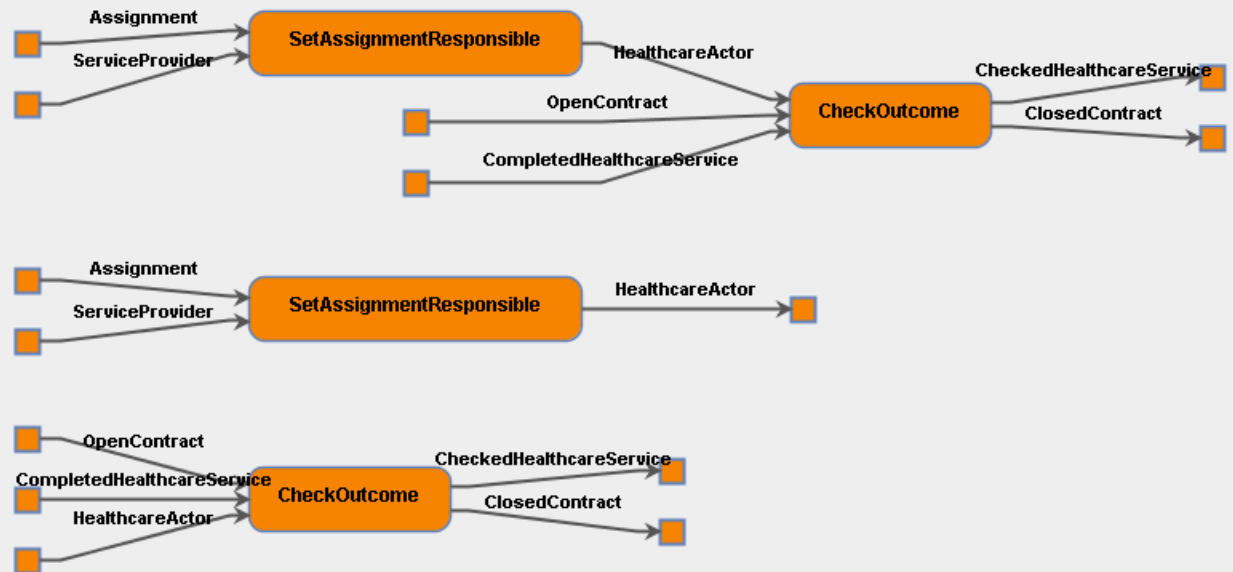 Assignment
SetAssignmentResponsible
ServiceProvider
HealthcareActor
OpenContract
CompletedHealthcareService
CheckOutcome
CheckedHealthcareService
ClosedContract
Assignment
ServiceProvider
SetAssignmentResponsible
HealthcareActor
OpenContract
CompletedHealthcareService
HealthcareActor
CheckOutcome
CheckedHealthcareService
ClosedContract